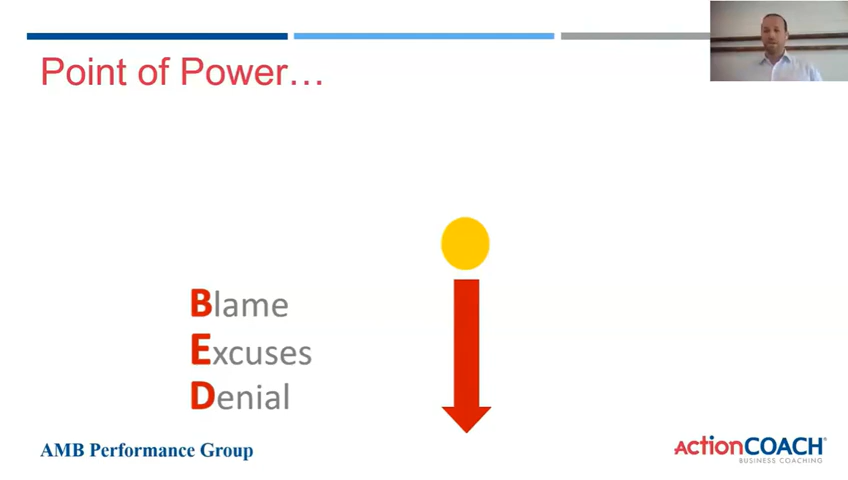 Point of Power…
Blame
Excuses
Denial
AMB Performance Group
ActionCOACH®
BUSINESS COACHING